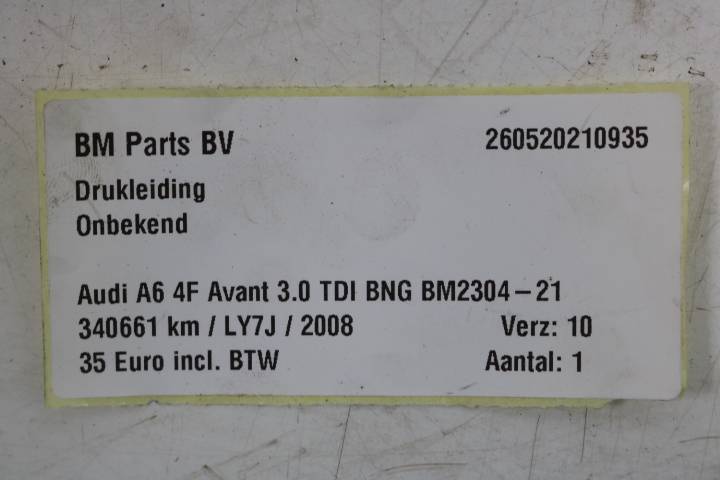 BM Parts BV 260520210935
Drukleiding
Onbekend
Audi A6 4F Avant 3.0 TDI BNG BM2304-21
340661 km / LY7J / 2008 Verz: 10
35 Euro incl. BTW Aantal: 1